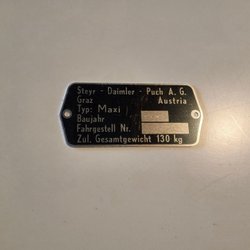 Steyr - Daimler - Puch A. G.
Graz Austria
Typ: Maxi
Baujahr
Fahrgestell Nr.
Zul. Gesamtgewicht 130 kg